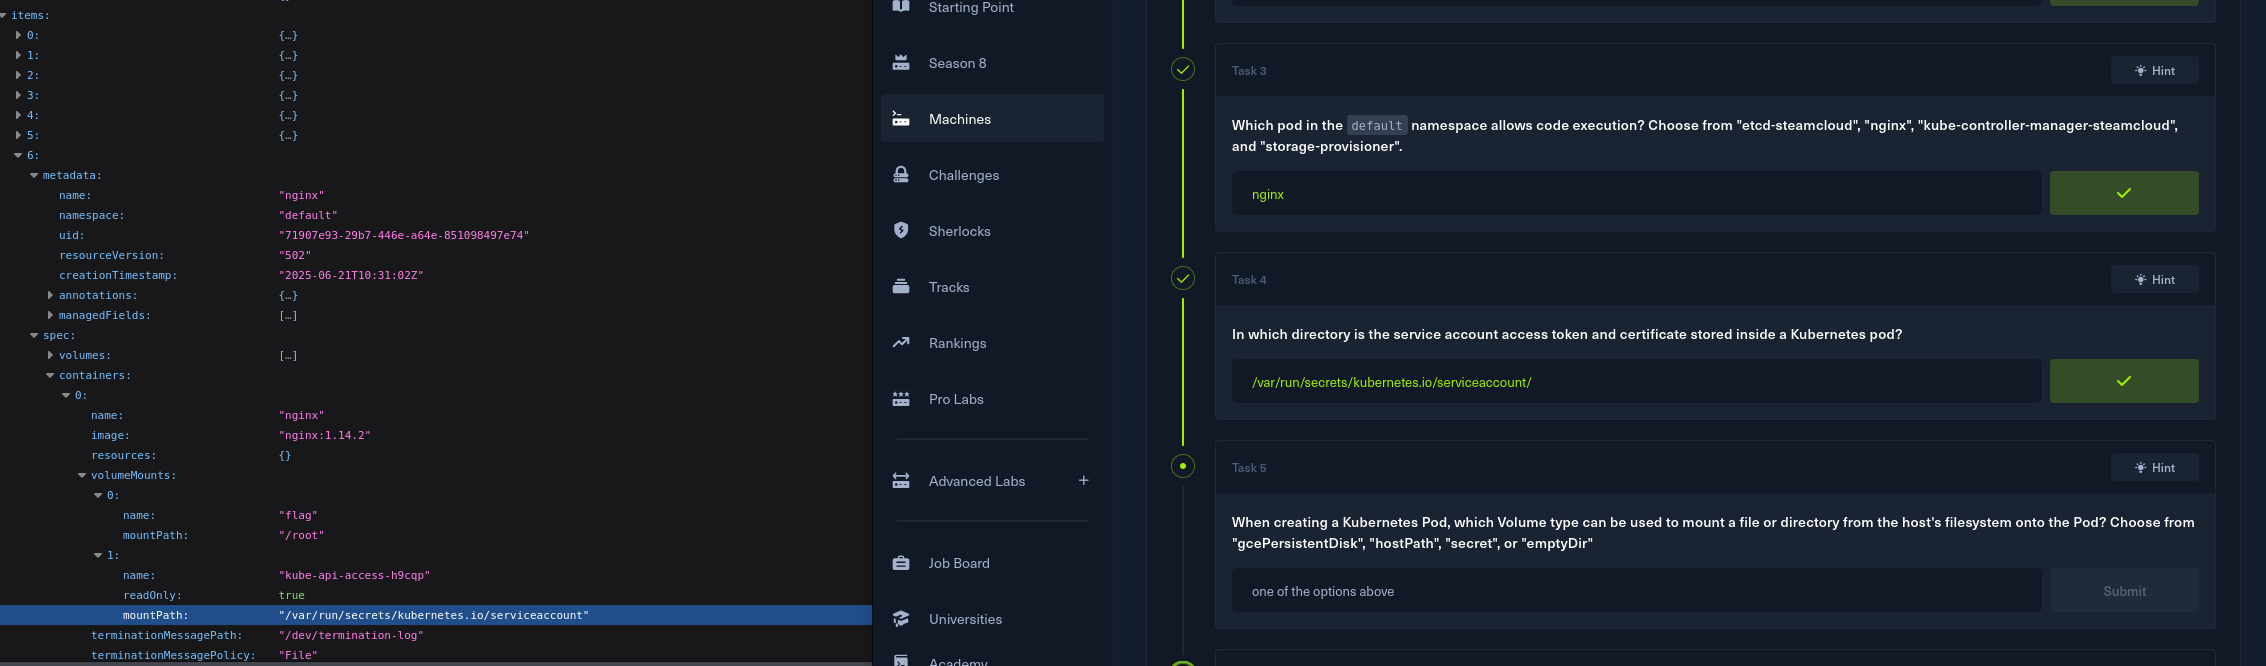 items:
0: {…}
1: {…}
2: {…}
3: {…}
4: {…}
5: {…}
6:
metadata:
name: "nginx"
namespace: "default"
uid: "71907e93-29b7-446e-a64e-851098497e74"
resourceVersion: "502"
creationTimestamp: "2025-06-21T10:31:02Z"
annotations: {…}
managedFields: […]
spec:
volumes: […]
containers:
0:
name: "nginx"
image: "nginx:1.14.2"
resources: {}
volumeMounts:
0:
name: "flag"
mountPath: "/root"
1:
name: "kube-api-access-h9cqp"
readOnly: true
mountPath: "/var/run/secrets/kubernetes.io/serviceaccount"
terminationMessagePath: "/dev/termination-log"
terminationMessagePolicy: "File"
Starting Point
Season 8
Machines
Challenges
Sherlocks
Tracks
Rankings
Pro Labs
Advanced Labs +
Job Board
Universities
Academy
Task 3
Hint
Which pod in the default namespace allows code execution? Choose from "etcd-steamcloud", "nginx", "kube-controller-manager-steamcloud",
and "storage-provisioner".
nginx
Task 4
Hint
In which directory is the service account access token and certificate stored inside a Kubernetes pod?
/var/run/secrets/kubernetes.io/serviceaccount/
Task 5
Hint
When creating a Kubernetes Pod, which Volume type can be used to mount a file or directory from the host's filesystem onto the Pod? Choose from
"gcePersistentDisk", "hostPath", "secret", or "emptyDir"
one of the options above
Submit